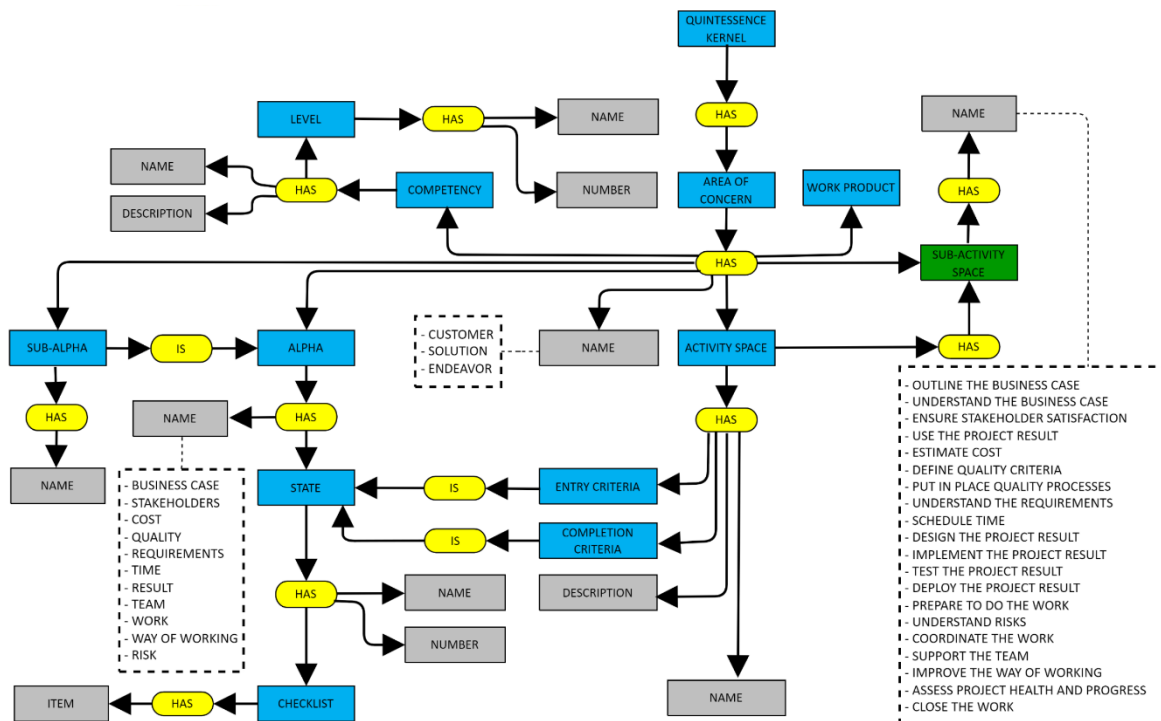 QUINTESSENCE
KERNEL
LEVEL
HAS
NAME
HAS
NAME
NAME
HAS
DESCRIPTION
COMPETENCY
NUMBER
AREA OF
CONCERN
WORK PRODUCT
HAS
HAS
SUB-ACTIVITY
SPACE
SUB-ALPHA
IS
ALPHA
- CUSTOMER
- SOLUTION
- ENDEAVOR
NAME
ACTIVITY SPACE
HAS
HAS
NAME
NAME
HAS
HAS
- BUSINESS CASE
- STAKEHOLDERS
- COST
- QUALITY
- REQUIREMENTS
- TIME
- RESULT
- TEAM
- WORK
- WAY OF WORKING
- RISK
STATE
IS
ENTRY CRITERIA
IS
COMPLETION
CRITERIA
HAS
NAME
DESCRIPTION
NUMBER
NAME
ITEM
HAS
CHECKLIST
- OUTLINE THE BUSINESS CASE
- UNDERSTAND THE BUSINESS CASE
- ENSURE STAKEHOLDER SATISFACTION
- USE THE PROJECT RESULT
- ESTIMATE COST
- DEFINE QUALITY CRITERIA
- PUT IN PLACE QUALITY PROCESSES
- UNDERSTAND THE REQUIREMENTS
- SCHEDULE TIME
- DESIGN THE PROJECT RESULT
- IMPLEMENT THE PROJECT RESULT
- TEST THE PROJECT RESULT
- DEPLOY THE PROJECT RESULT
- PREPARE TO DO THE WORK
- UNDERSTAND RISKS
- COORDINATE THE WORK
- SUPPORT THE TEAM
- IMPROVE THE WAY OF WORKING
- ASSESS PROJECT HEALTH AND PROGRESS
- CLOSE THE WORK